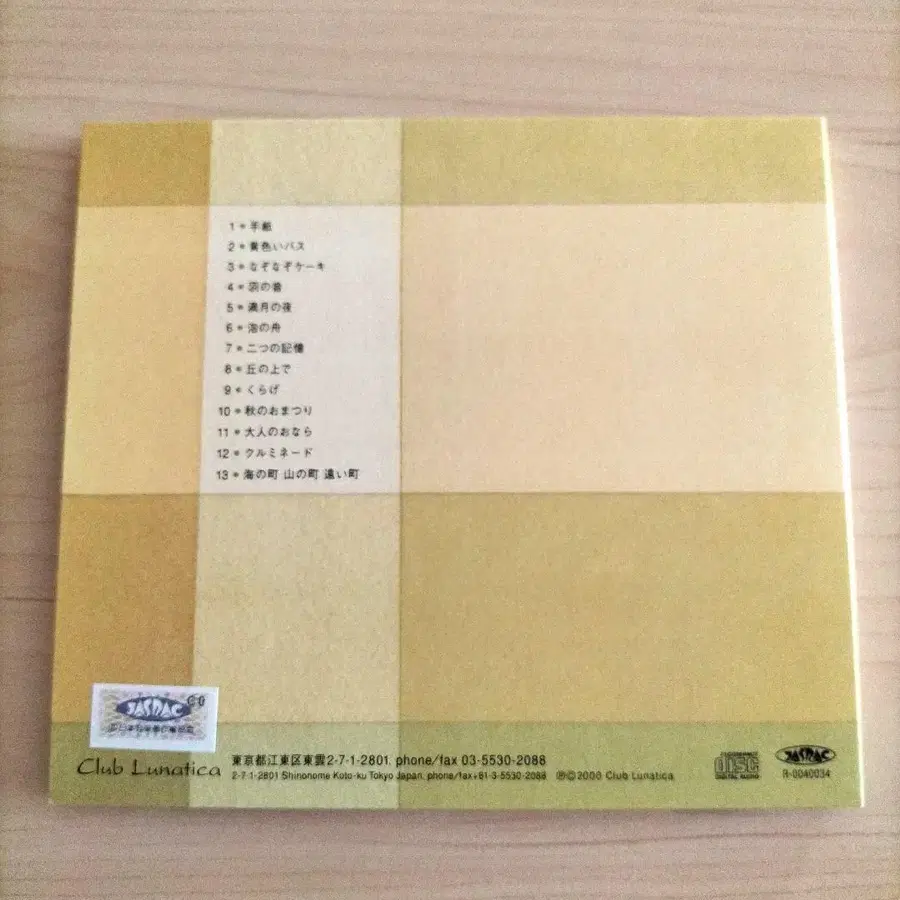 1 * 手紙
2 * 黄色いバス
3 * なぞなぞケーキ
4 * 羽の音
5 * 満月の夜
6 * 泡の舟
7 * 二つの記憶
8 * 丘の上で
9 * くらげ
10 * 秋のおまつり
11 * 大人のおなら
12 * クルミネード
13 * 海の町 山の町 遠い町
JASRAC
Club Lunatica
東京都江東区東雲2-7-1-2801. phone/fax 03-5530-2088
2-7-1-2801 Shinonome Koto-ku Tokyo Japan. phone/fax+81-3-5530-2088 ℗©2000 Club Lunatica
COMPACT disc DIGITAL AUDIO
JASRAC
R-0040034